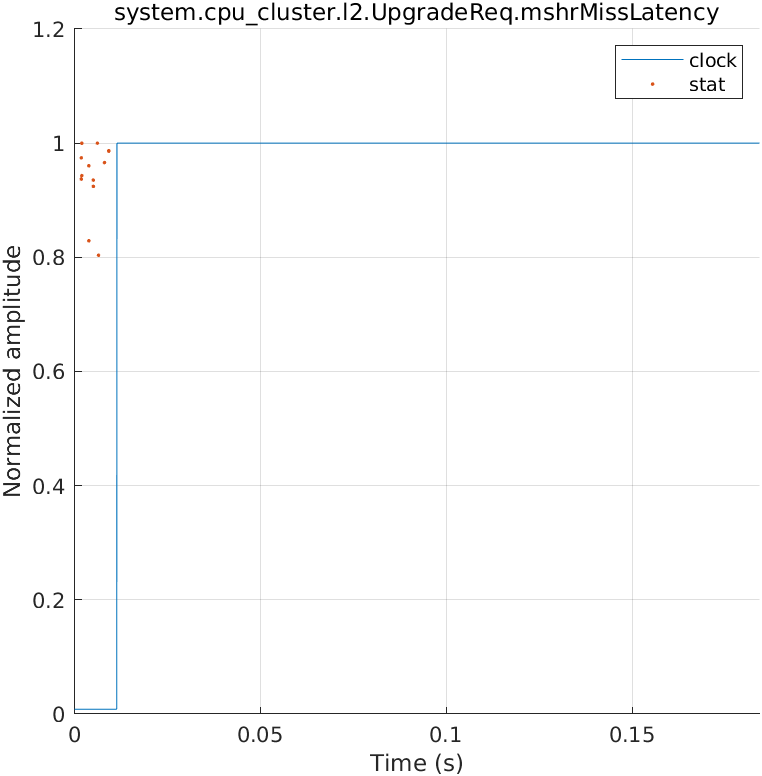 system.cpu_cluster.l2.UpgradeReq.mshrMissLatency
clock
stat
1.2
1
0.8
0.6
0.4
0.2
0
Normalized amplitude
0
0.05
0.1
0.15
Time (s)